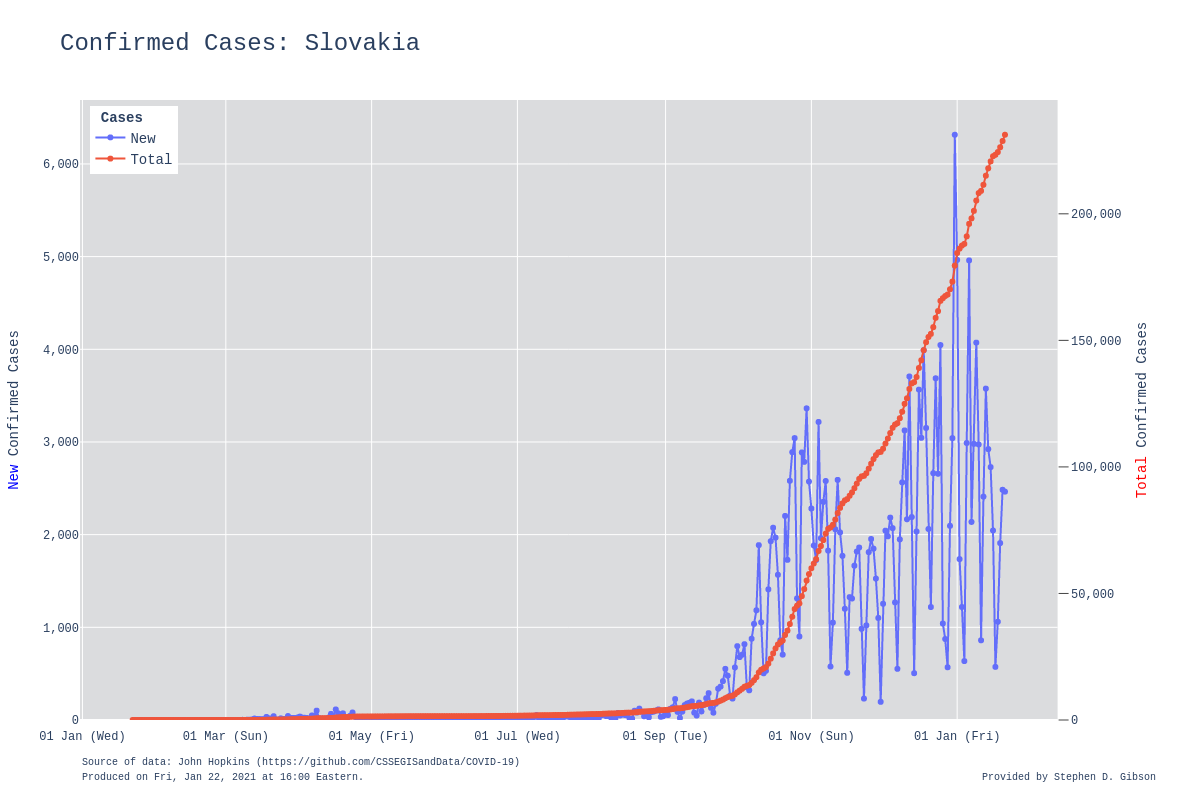 Confirmed Cases: Slovakia
Cases
New
Total
6,000
5,000
4,000
3,000
2,000
1,000
0
200,000
150,000
100,000
50,000
0
New Confirmed Cases
Total Confirmed Cases
01 Jan (Wed)
01 Mar (Sun)
01 May (Fri)
01 Jul (Wed)
01 Sep (Tue)
01 Nov (Sun)
01 Jan (Fri)
Source of data: John Hopkins (https://github.com/CSSEGISandData/COVID-19)
Produced on Fri, Jan 22, 2021 at 16:00 Eastern.
Provided by Stephen D. Gibson